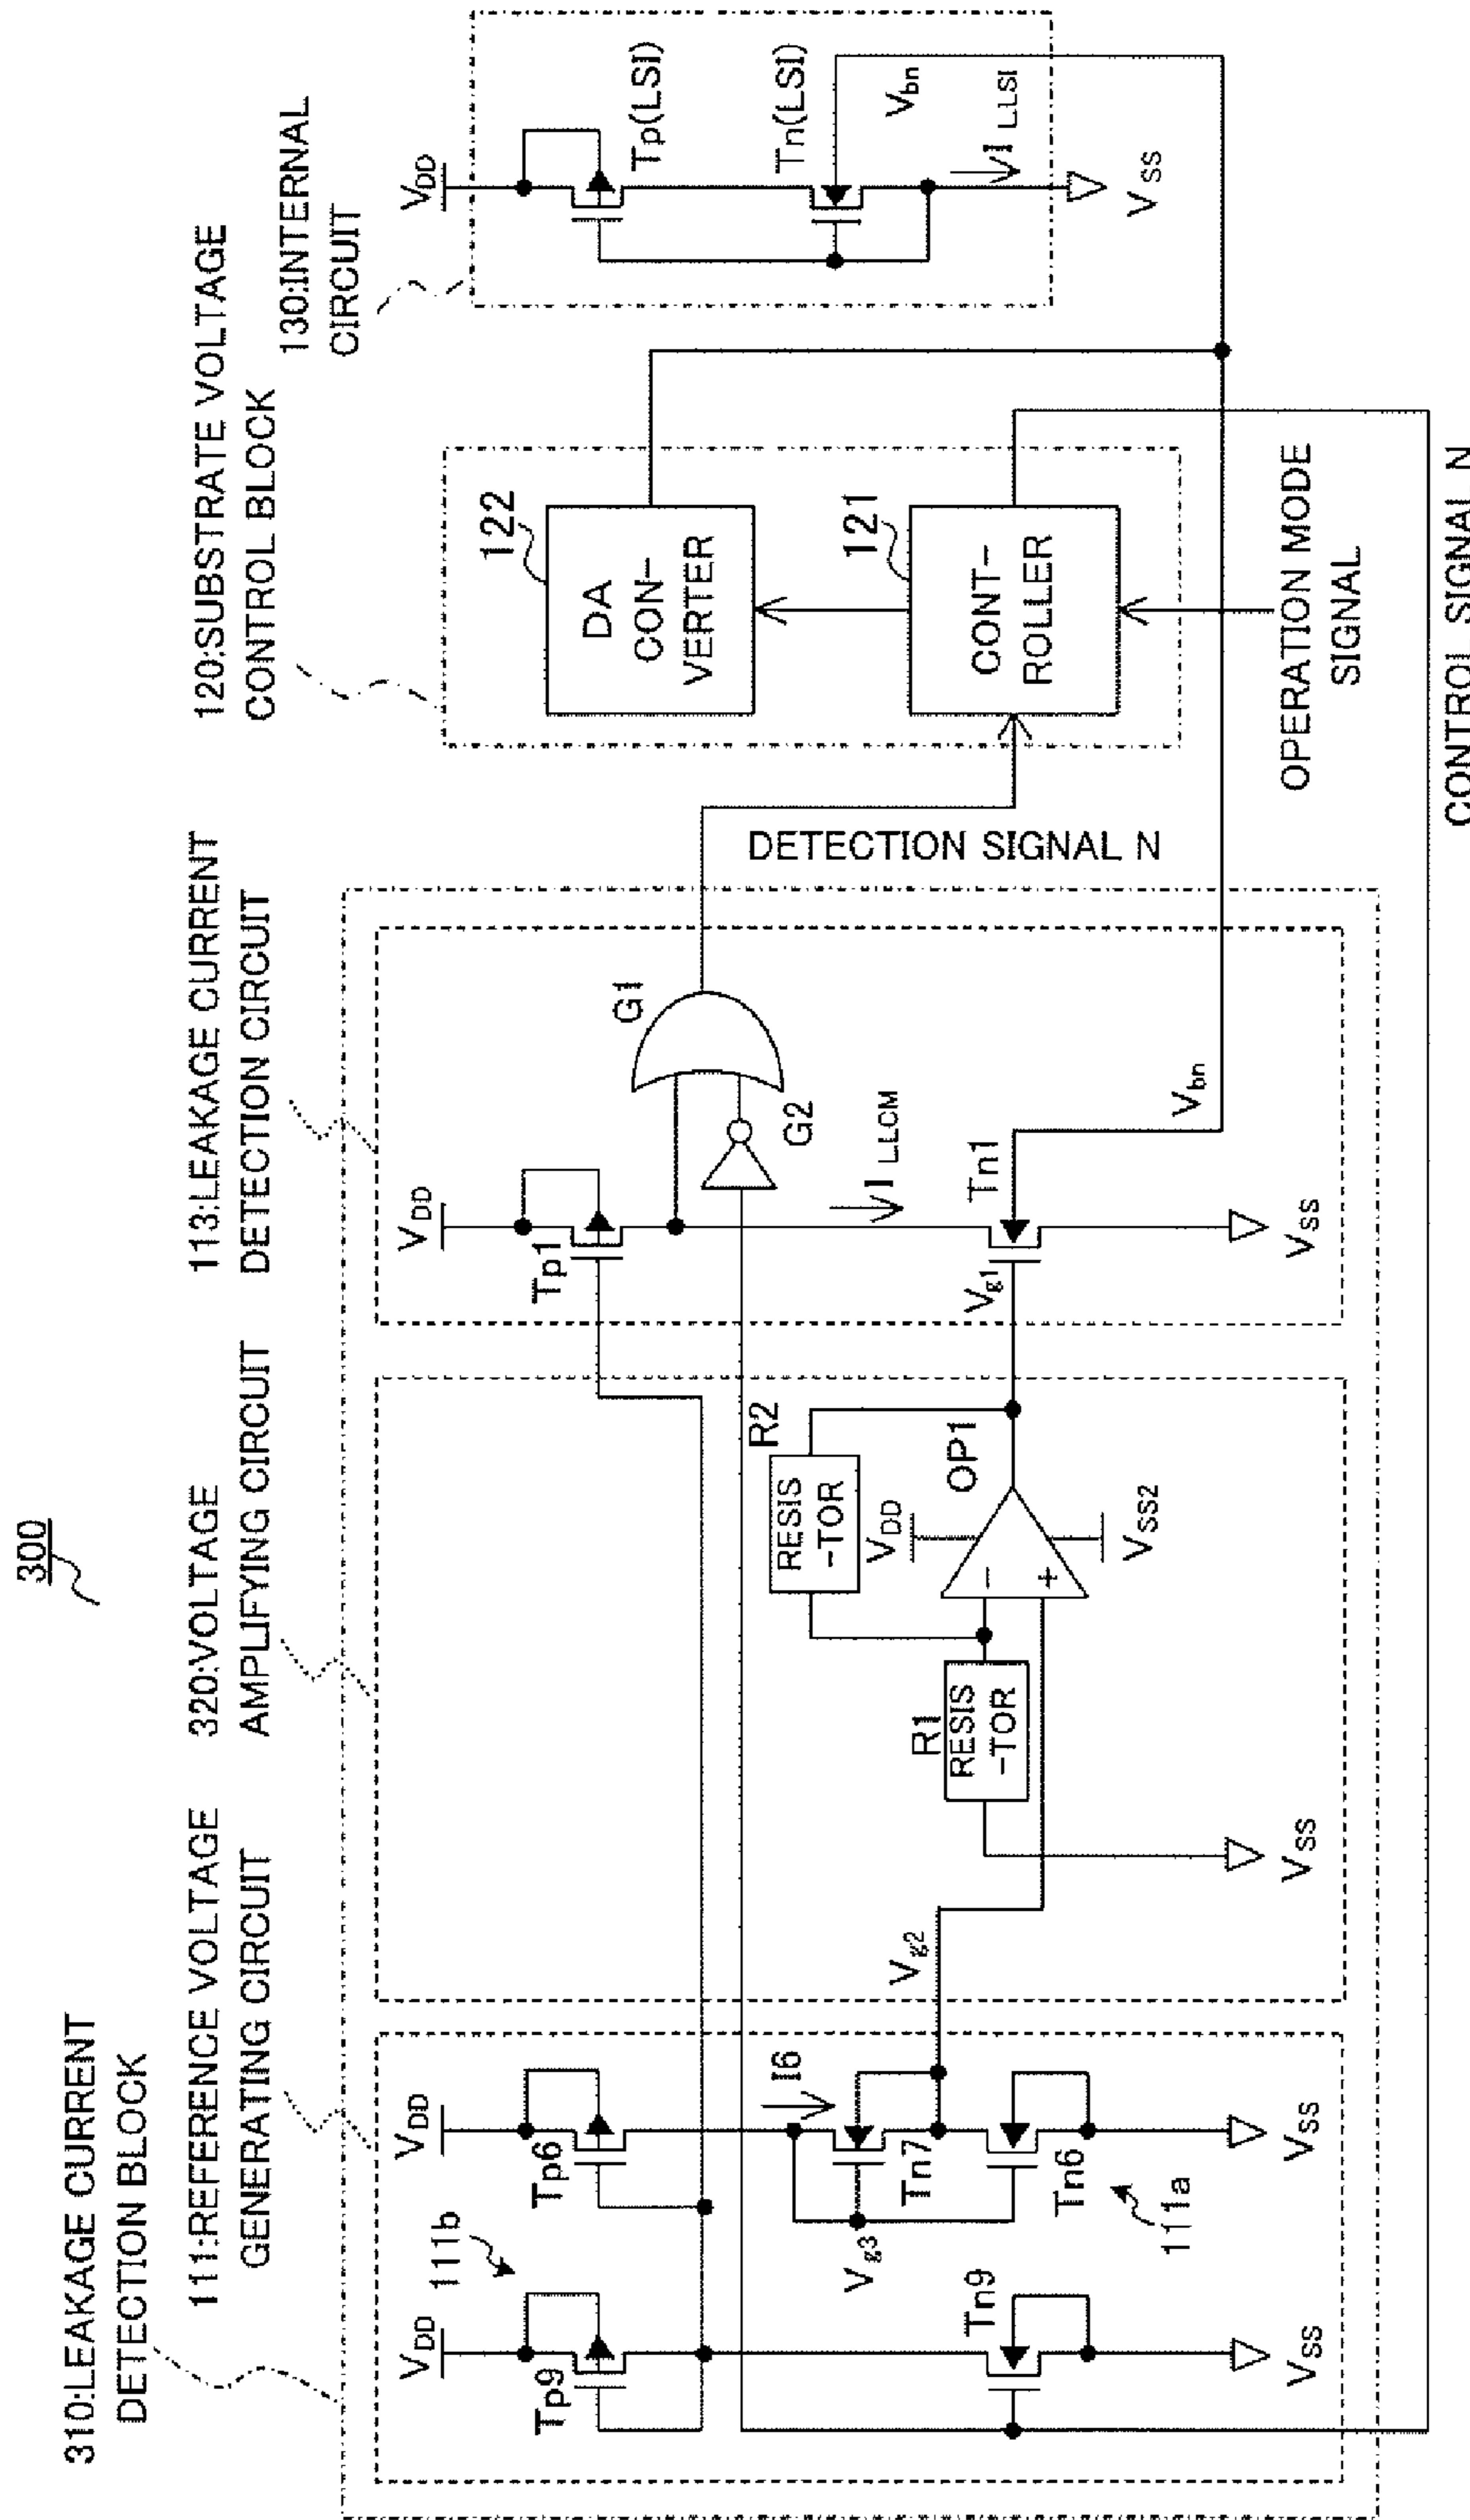 300
310:LEAKAGE CURRENT
DETECTION BLOCK
111:REFERENCE VOLTAGE
GENERATING CIRCUIT
320:VOLTAGE
AMPLIFYING CIRCUIT
113:LEAKAGE CURRENT
DETECTION CIRCUIT
120:SUBSTRATE VOLTAGE
CONTROL BLOCK
130:INTERNAL
CIRCUIT
VDD
Tp9
111b
VDD
Tp6
I6
Vg3
Tn7
Vg2
Tn9
Tn6
111a
VSS
VSS
R1
RESIS
-TOR
R2
RESIS
-TOR
VDD
OP1
-
+
VSS2
VSS
VDD
Tp1
G1
G2
ILLCM
Vg1
Tn1
Vbn
VSS
DETECTION SIGNAL N
122
DA
CON-
VERTER
121
CONT-
ROLLER
OPERATION MODE
SIGNAL
CONTROL SIGNAL N
VDD
Tp(LSI)
Tn(LSI)
Vbn
ILLSI
VSS